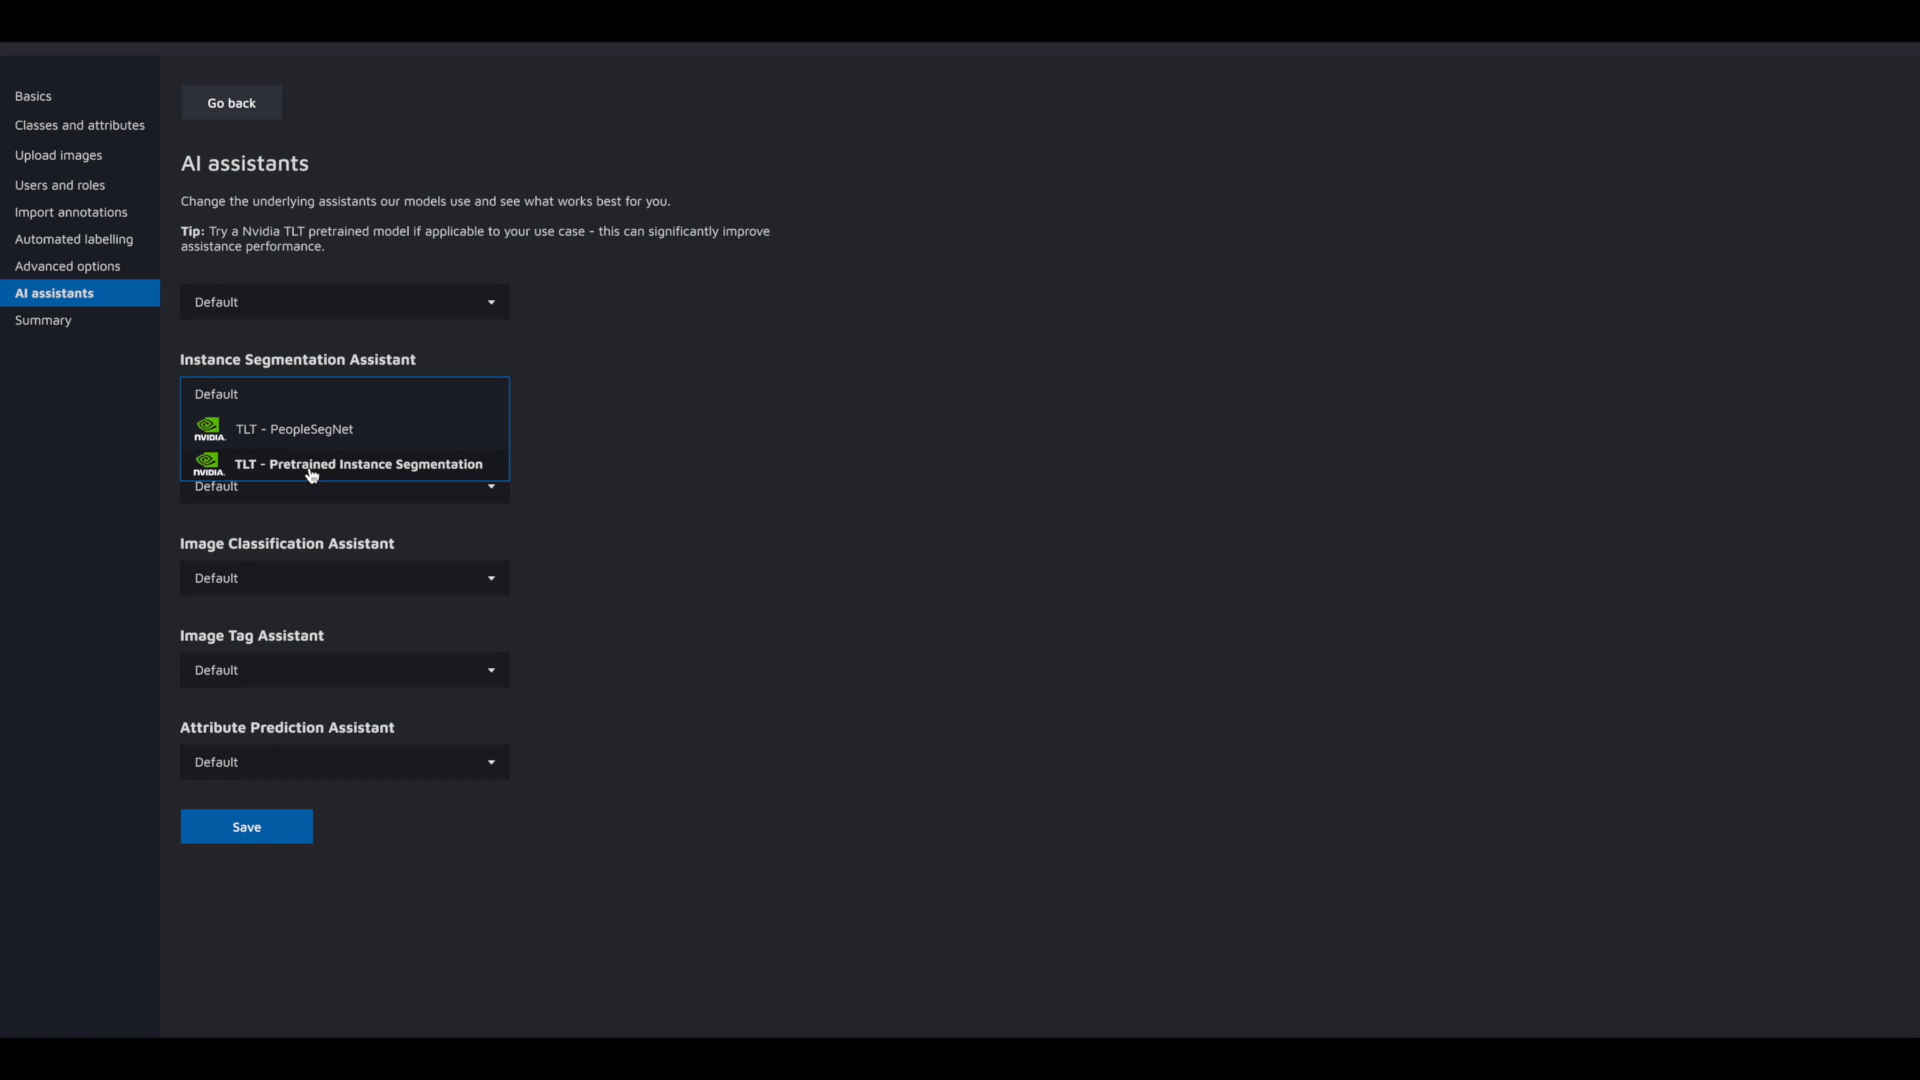 Basics
Classes and attributes
Upload images
Users and roles
Import annotations
Automated labelling
Advanced options
AI assistants
Summary
Go back
AI assistants
Change the underlying assistants our models use and see what works best for you.
Tip: Try a Nvidia TLT pretrained model if applicable to your use case - this can significantly improve
assistance performance.
Default
Instance Segmentation Assistant
Default
NVIDIA. TLT - PeopleSegNet
NVIDIA. TLT - Pretrained Instance Segmentation
Default
Image Classification Assistant
Default
Image Tag Assistant
Default
Attribute Prediction Assistant
Default
Save